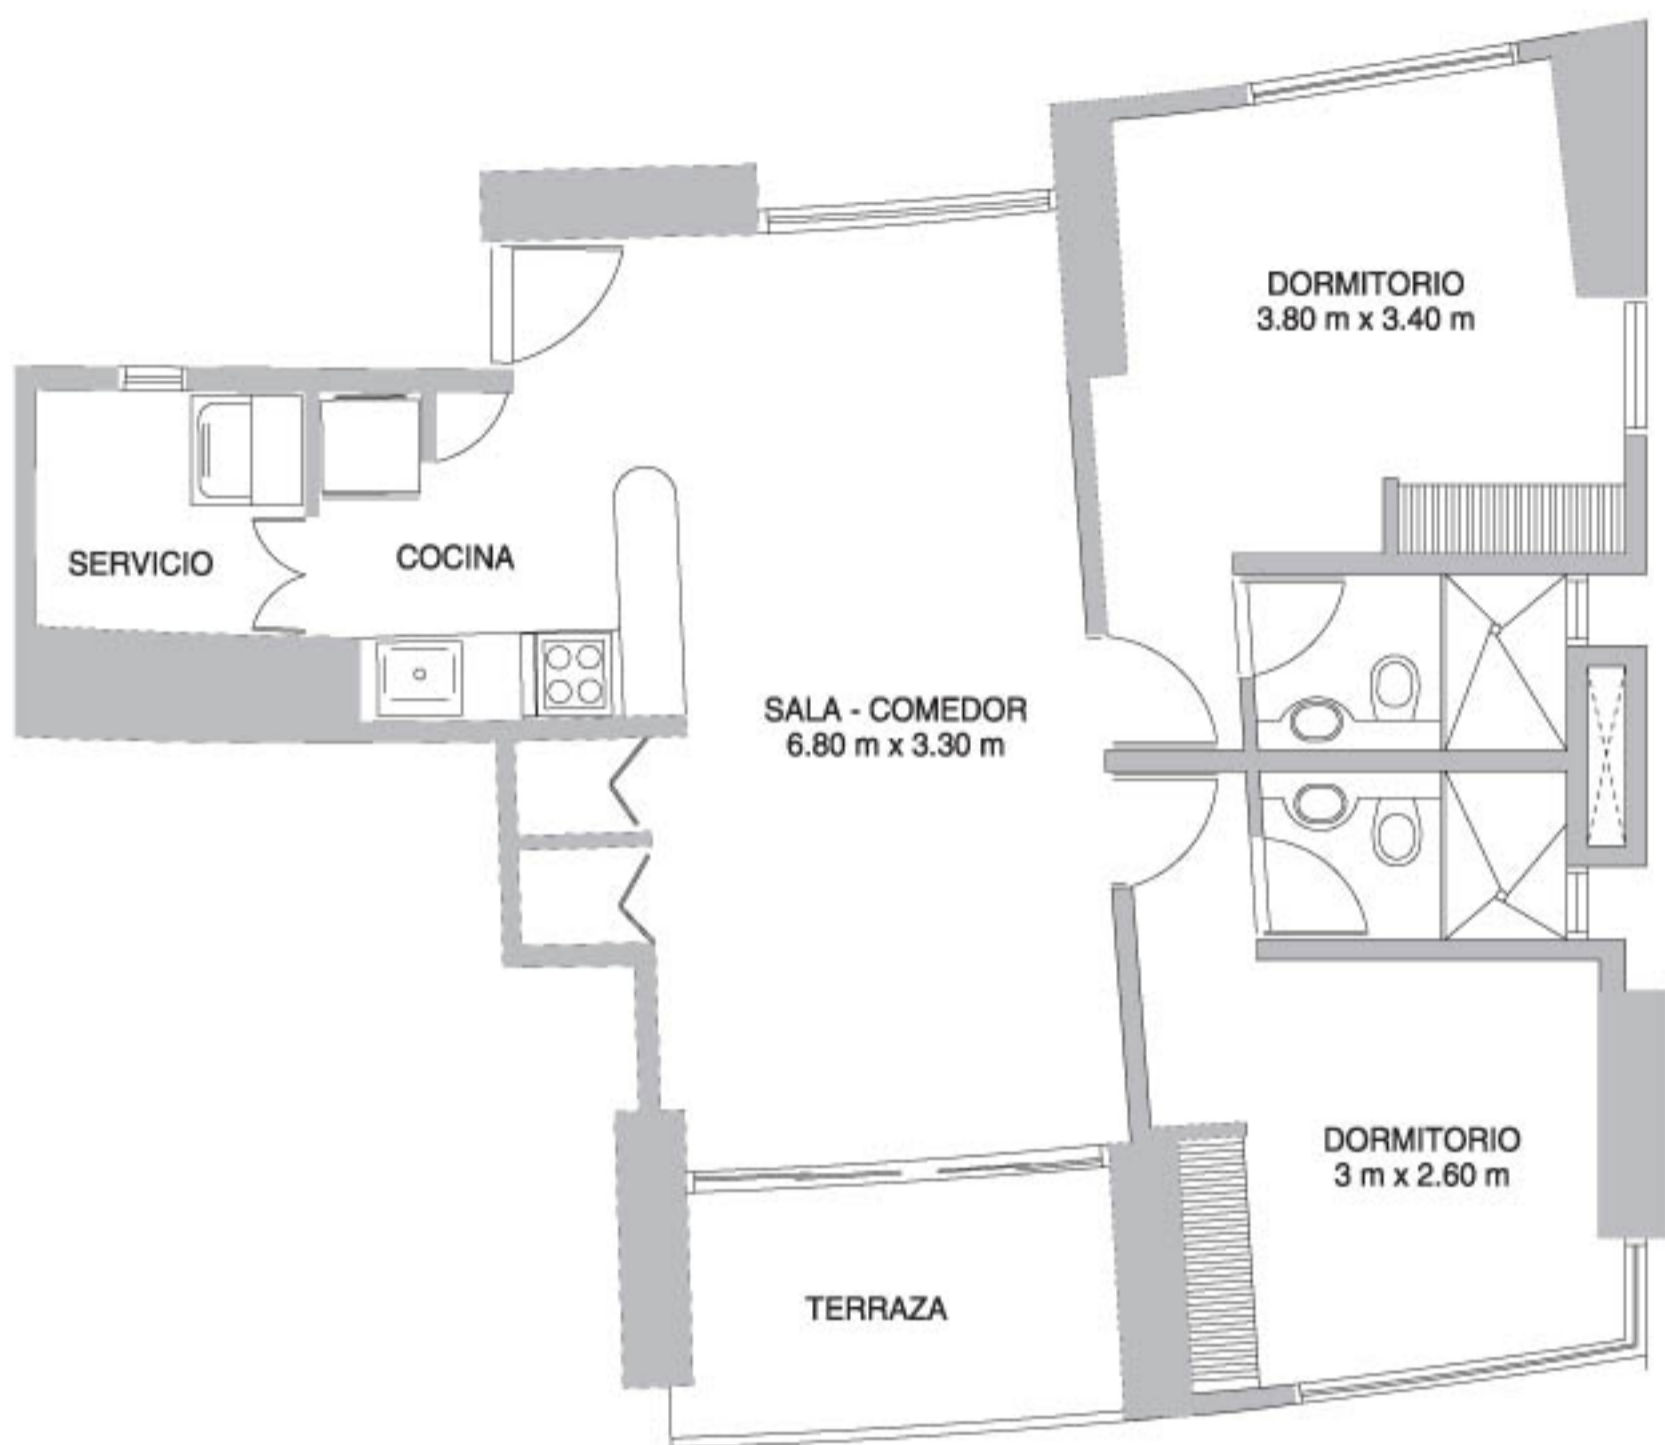 DORMITORIO
3.80 m x 3.40 m
SERVICIO
COCINA
SALA - COMEDOR
6.80 m x 3.30 m
DORMITORIO
3 m x 2.60 m
TERRAZA